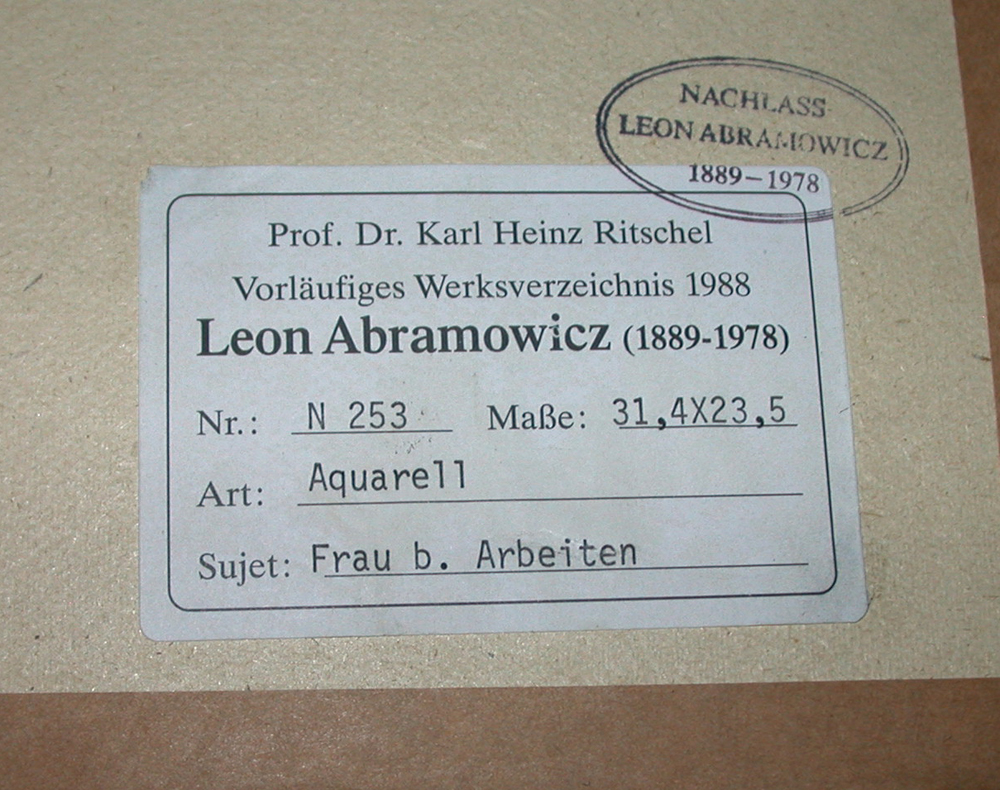 NACHLASS
LEON ABRAMOWICZ
1889–1978
Prof. Dr. Karl Heinz Ritschel
Vorläufiges Werksverzeichnis 1988
Leon Abramowicz (1889-1978)
Nr.: N 253 Maße: 31,4X23,5
Art: Aquarell
Sujet: Frau b. Arbeiten